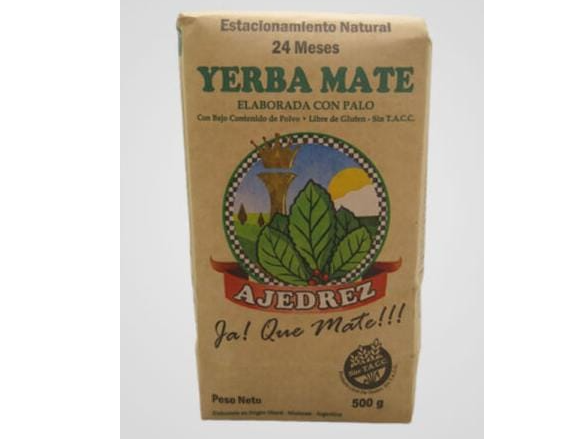 Estacionamiento Natural
24 Meses
YERBA MATE
ELABORADA CON PALO
Con Bajo Contenido de Polvo • Libre de Gluten - Sin T.A.C.C.
AJEDREZ
Ja! Que Mate!!!
Sin T.A.C.C.
Peso Neto
500 g
Argentina